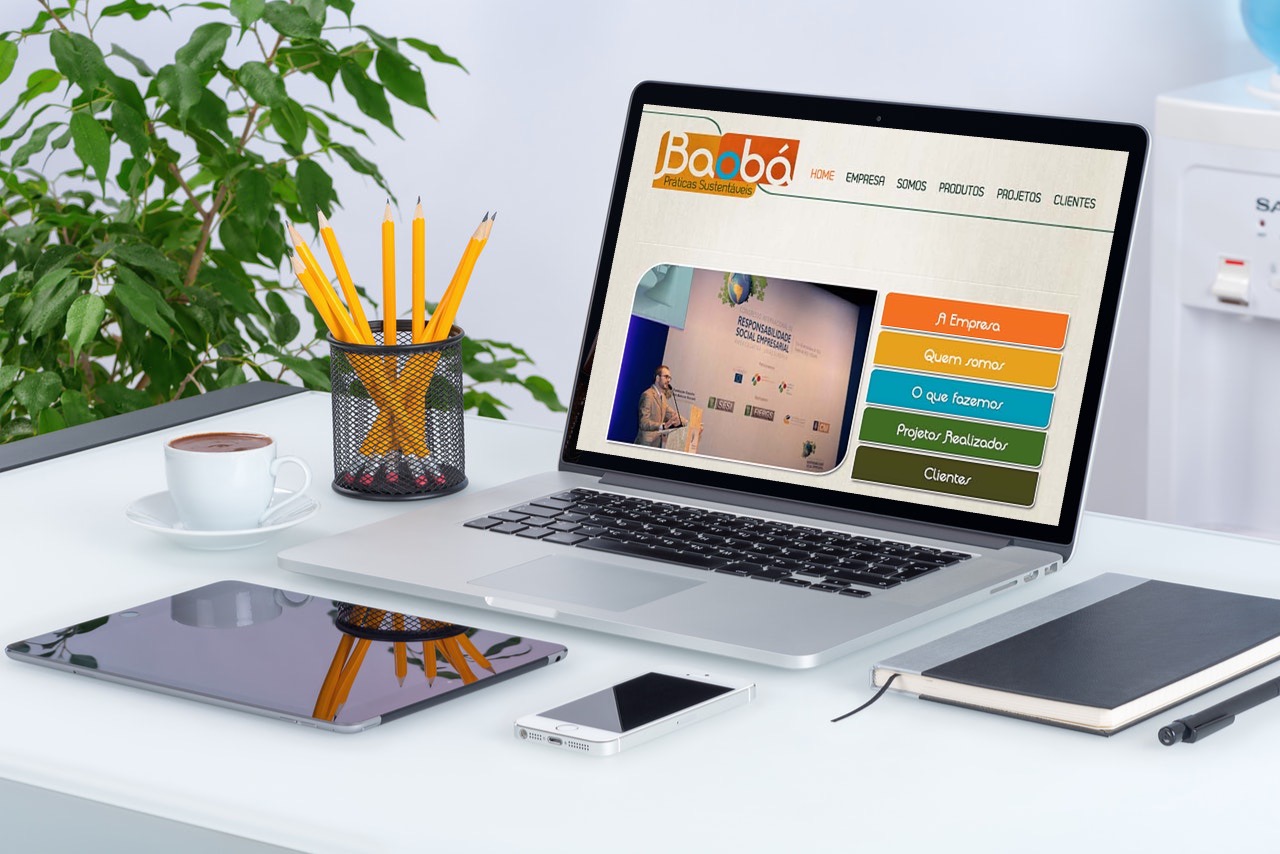 Baobá
Práticas Sustentáveis
HOME EMPRESA SOMOS PRODUTOS PROJETOS CLIENTES
RESPONSABILIDADE
SOCIAL EMPRESARIAL
A Empresa
Quem somos
O que fazemos
Projetos Realizados
Clientes
SA